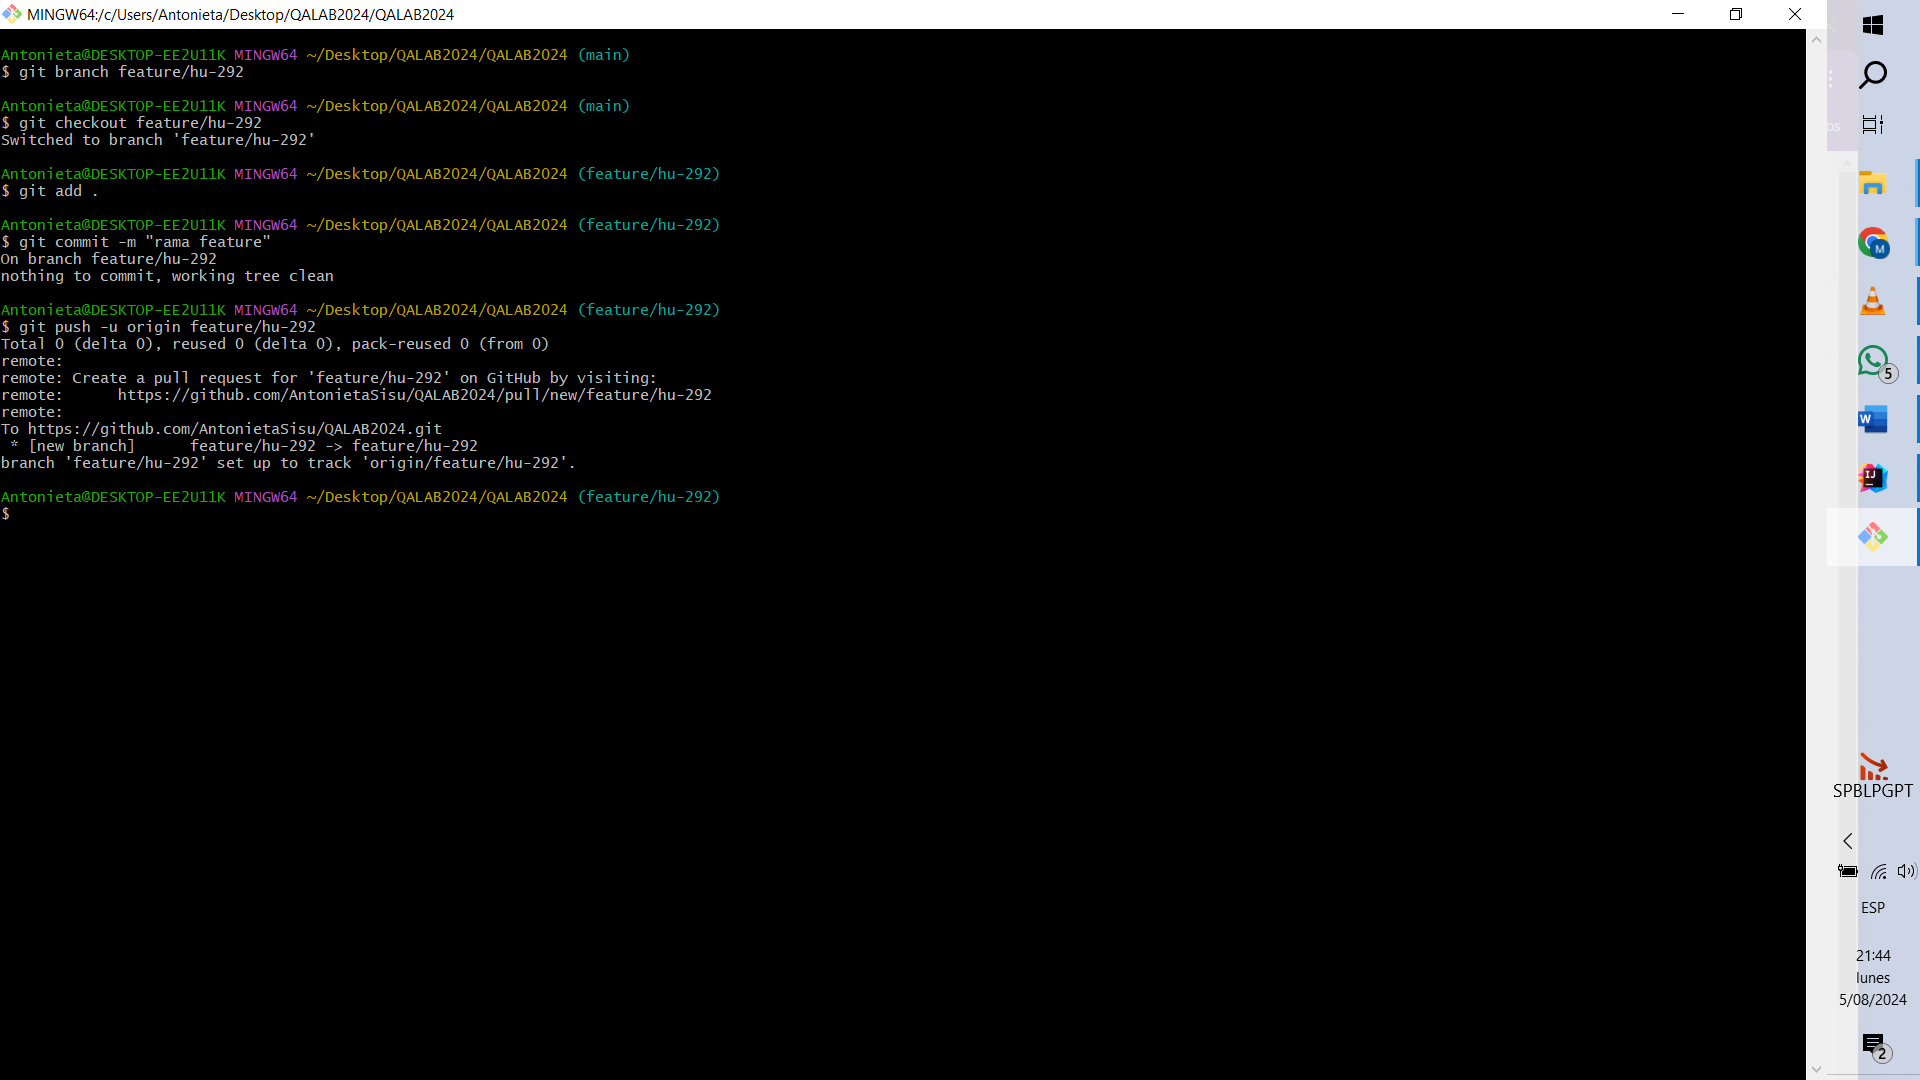 MINGW64:/c/Users/Antonieta/Desktop/QALAB2024/QALAB2024
Antonieta@DESKTOP-EE2U11K MINGW64 ~/Desktop/QALAB2024/QALAB2024 (main)
$ git branch feature/hu-292
Antonieta@DESKTOP-EE2U11K MINGW64 ~/Desktop/QALAB2024/QALAB2024 (main)
$ git checkout feature/hu-292
Switched to branch 'feature/hu-292'
Antonieta@DESKTOP-EE2U11K MINGW64 ~/Desktop/QALAB2024/QALAB2024 (feature/hu-292)
$ git add .
Antonieta@DESKTOP-EE2U11K MINGW64 ~/Desktop/QALAB2024/QALAB2024 (feature/hu-292)
$ git commit -m "rama feature"
On branch feature/hu-292
nothing to commit, working tree clean
Antonieta@DESKTOP-EE2U11K MINGW64 ~/Desktop/QALAB2024/QALAB2024 (feature/hu-292)
$ git push -u origin feature/hu-292
Total 0 (delta 0), reused 0 (delta 0), pack-reused 0 (from 0)
remote:
remote: Create a pull request for 'feature/hu-292' on GitHub by visiting:
remote:      https://github.com/AntonietaSisu/QALAB2024/pull/new/feature/hu-292
remote:
To https://github.com/AntonietaSisu/QALAB2024.git
 * [new branch]      feature/hu-292 -> feature/hu-292
branch 'feature/hu-292' set up to track 'origin/feature/hu-292'.
Antonieta@DESKTOP-EE2U11K MINGW64 ~/Desktop/QALAB2024/QALAB2024 (feature/hu-292)
$
os
M
5
W
IJ
SPBLPGPT
ESP
21:44
lunes
5/08/2024
2